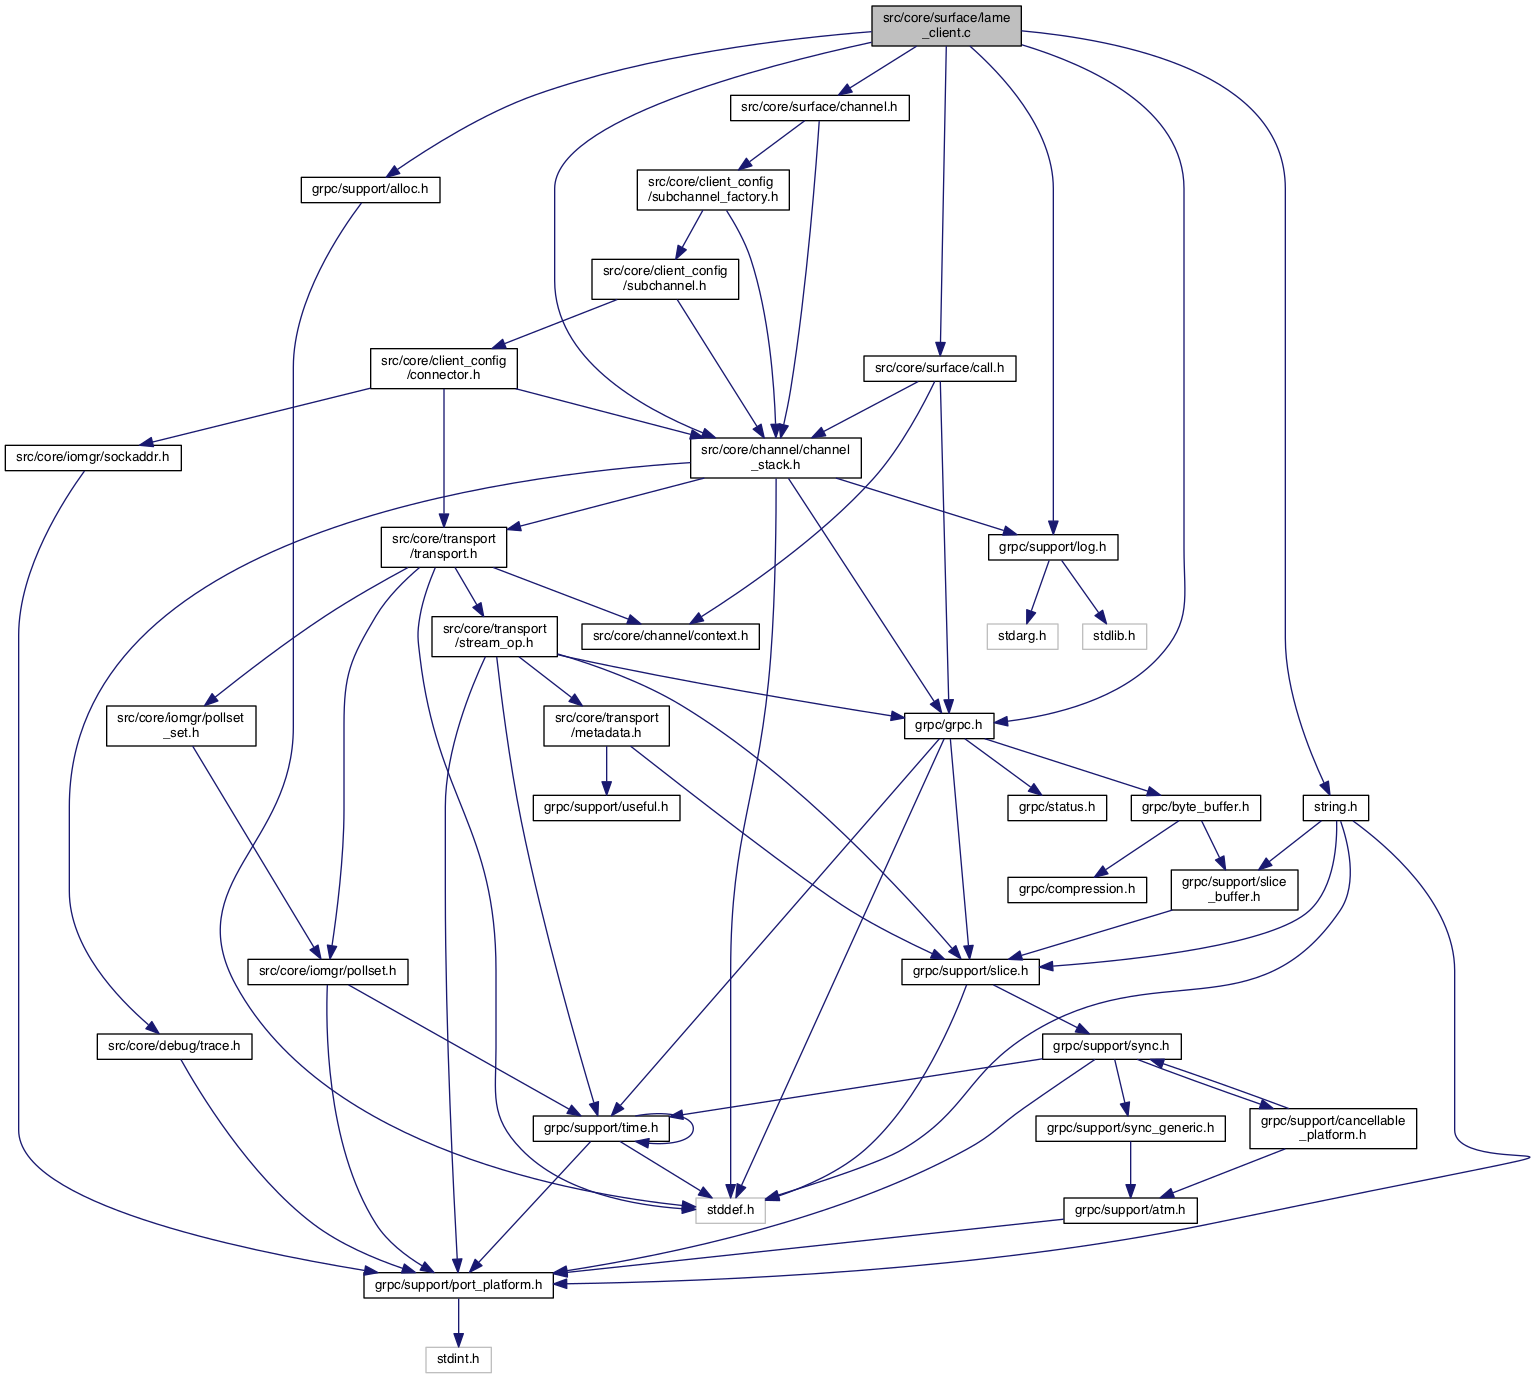 src/core/surface/lame
_client.c
src/core/surface/channel.h
grpc/support/alloc.h
src/core/client_config
/subchannel_factory.h
src/core/client_config
/subchannel.h
src/core/client_config
/connector.h
src/core/surface/call.h
src/core/iomgr/sockaddr.h
src/core/channel/channel
_stack.h
src/core/transport
/transport.h
grpc/support/log.h
src/core/transport
/stream_op.h
src/core/channel/context.h
stdarg.h
stdlib.h
src/core/iomgr/pollset
_set.h
src/core/transport
/metadata.h
grpc/grpc.h
grpc/support/useful.h
grpc/status.h
grpc/byte_buffer.h
string.h
grpc/compression.h
grpc/support/slice
_buffer.h
src/core/iomgr/pollset.h
grpc/support/slice.h
src/core/debug/trace.h
grpc/support/sync.h
grpc/support/time.h
grpc/support/sync_generic.h
grpc/support/cancellable
_platform.h
stddef.h
grpc/support/atm.h
grpc/support/port_platform.h
stdint.h